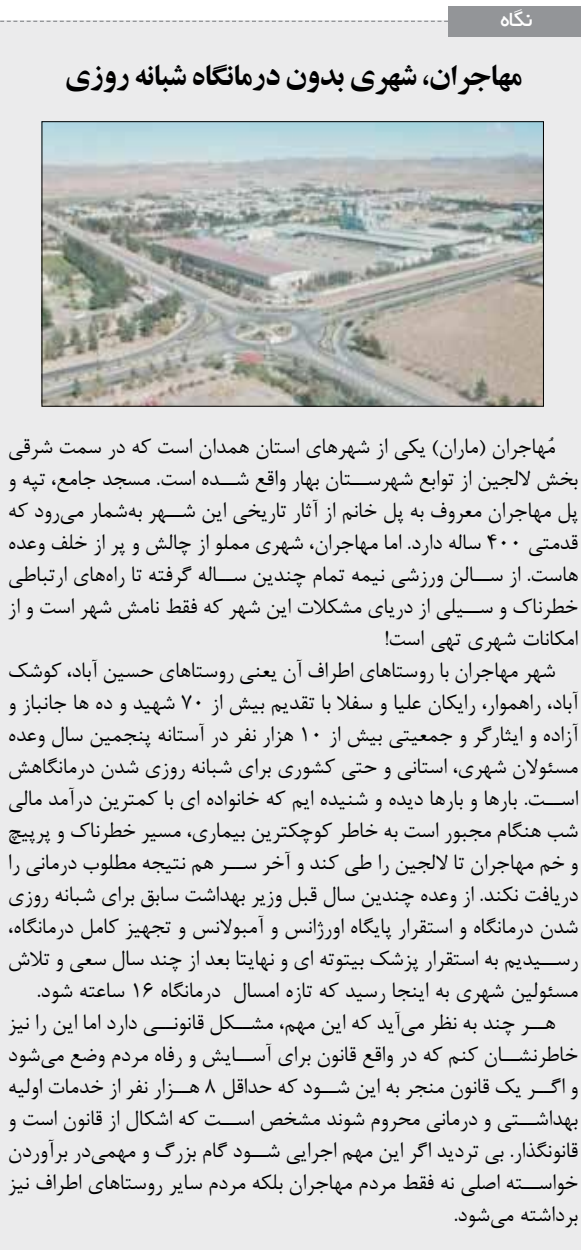 نگاه
مهاجران، شهری بدون درمانگاه شبانه روزی
مُهاجران (ماران) یکی از شهرهای استان همدان است که در سمت شرقی
بخش لالجین از توابع شهرستان بهار واقع شده است. مسجد جامع، تپه و
پل مهاجران معروف به پل خانم از آثار تاریخی این شهر به‌شمار می‌رود که
قدمتی ۴۰۰ ساله دارد. اما مهاجران، شهری مملو از چالش و پر از خلف وعده
هاست. از سالن ورزشی نیمه تمام چندین ساله گرفته تا راه‌های ارتباطی
خطرناک و سیلی از دریای مشکلات این شهر که فقط نامش شهر است و از
امکانات شهری تهی است!
شهر مهاجران با روستاهای اطراف آن یعنی روستاهای حسین آباد، کوشک
آباد، راهموار، رایکان علیا و سفلا با تقدیم بیش از ۷۰ شهید و ده ها جانباز و
آزاده و ایثارگر و جمعیتی بیش از ۱۰ هزار نفر در آستانه پنجمین سال وعده
مسئولان شهری، استانی و حتی کشوری برای شبانه روزی شدن درمانگاهش
است. بارها و بارها دیده و شنیده ایم که خانواده ای با کمترین درآمد مالی
شب هنگام مجبور است به خاطر کوچکترین بیماری، مسیر خطرناک و پرپیچ
و خم مهاجران تا لالجین را طی کند و آخر سر هم نتیجه مطلوب درمانی را
دریافت نکند. از وعده چندین سال قبل وزیر بهداشت سابق برای شبانه روزی
شدن درمانگاه و استقرار پایگاه اورژانس و آمبولانس و تجهیز کامل درمانگاه،
رسیدیم به استقرار پزشک بیتوته ای و نهایتا بعد از چند سال سعی و تلاش
مسئولین شهری به اینجا رسید که تازه امسال درمانگاه ۱۶ ساعته شود.
هر چند به نظر می‌آید که این مهم، مشکل قانونی دارد اما این را نیز
خاطرنشان کنم که در واقع قانون برای آسایش و رفاه مردم وضع می‌شود
و اگر یک قانون منجر به این شود که حداقل ۸ هزار نفر از خدمات اولیه
بهداشتی و درمانی محروم شوند مشخص است که اشکال از قانون است و
قانونگذار. بی تردید اگر این مهم اجرایی شود گام بزرگ و مهمی‌در برآوردن
خواسته اصلی نه فقط مردم مهاجران بلکه مردم سایر روستاهای اطراف نیز
برداشته می‌شود.